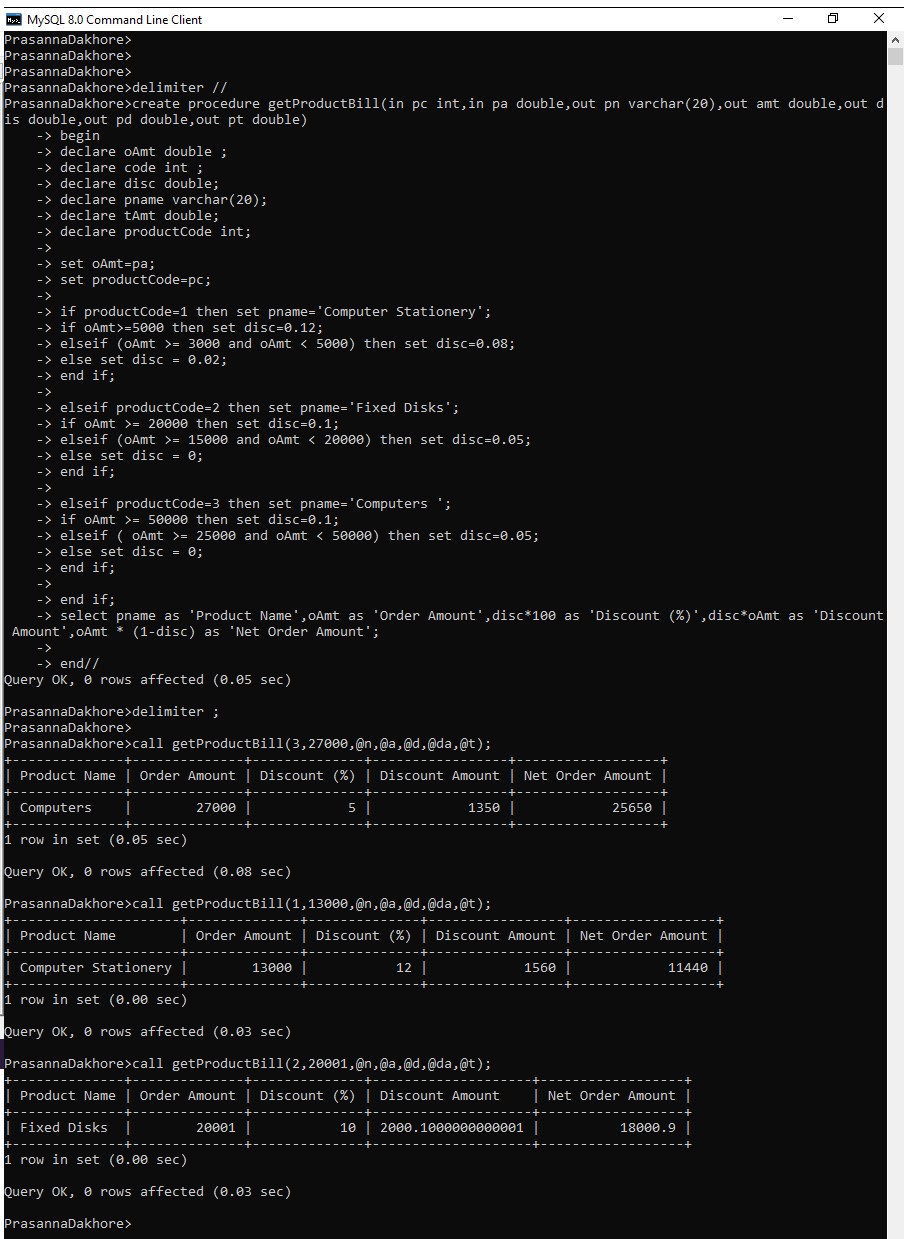 MySQL 8.0 Command Line Client
PrasannaDakhore>
PrasannaDakhore>
PrasannaDakhore>
PrasannaDakhore>delimiter //
PrasannaDakhore>create procedure getProductBill(in pc int,in pa double,out pn varchar(20),out amt double,out d
is double,out pd double,out pt double)
    -> begin
    -> declare oAmt double ;
    -> declare code int ;
    -> declare disc double;
    -> declare pname varchar(20);
    -> declare tAmt double;
    -> declare productCode int;
    ->
    -> set oAmt=pa;
    -> set productCode=pc;
    ->
    -> if productCode=1 then set pname='Computer Stationery';
    -> if oAmt>=5000 then set disc=0.12;
    -> elseif (oAmt >= 3000 and oAmt < 5000) then set disc=0.08;
    -> else set disc = 0.02;
    -> end if;
    ->
    -> elseif productCode=2 then set pname='Fixed Disks';
    -> if oAmt >= 20000 then set disc=0.1;
    -> elseif (oAmt >= 15000 and oAmt < 20000) then set disc=0.05;
    -> else set disc = 0;
    -> end if;
    ->
    -> elseif productCode=3 then set pname='Computers ';
    -> if oAmt >= 50000 then set disc=0.1;
    -> elseif ( oAmt >= 25000 and oAmt < 50000) then set disc=0.05;
    -> else set disc = 0;
    -> end if;
    ->
    -> end if;
    -> select pname as 'Product Name',oAmt as 'Order Amount',disc*100 as 'Discount (%)',disc*oAmt as 'Discount
 Amount',oAmt * (1-disc) as 'Net Order Amount';
    ->
    -> end//
Query OK, 0 rows affected (0.05 sec)

PrasannaDakhore>delimiter ;
PrasannaDakhore>
PrasannaDakhore>call getProductBill(3,27000,@n,@a,@d,@da,@t);
+--------------+--------------+--------------+-----------------+------------------+
| Product Name | Order Amount | Discount (%) | Discount Amount | Net Order Amount |
+--------------+--------------+--------------+-----------------+------------------+
| Computers    |        27000 |            5 |            1350 |            25650 |
+--------------+--------------+--------------+-----------------+------------------+
1 row in set (0.05 sec)

Query OK, 0 rows affected (0.08 sec)

PrasannaDakhore>call getProductBill(1,13000,@n,@a,@d,@da,@t);
+---------------------+--------------+--------------+-----------------+------------------+
| Product Name        | Order Amount | Discount (%) | Discount Amount | Net Order Amount |
+---------------------+--------------+--------------+-----------------+------------------+
| Computer Stationery |        13000 |           12 |            1560 |            11440 |
+---------------------+--------------+--------------+-----------------+------------------+
1 row in set (0.00 sec)

Query OK, 0 rows affected (0.03 sec)

PrasannaDakhore>call getProductBill(2,20001,@n,@a,@d,@da,@t);
+--------------+--------------+--------------+--------------------+------------------+
| Product Name | Order Amount | Discount (%) | Discount Amount    | Net Order Amount |
+--------------+--------------+--------------+--------------------+------------------+
| Fixed Disks  |        20001 |           10 | 2000.1000000000001 |          18000.9 |
+--------------+--------------+--------------+--------------------+------------------+
1 row in set (0.00 sec)

Query OK, 0 rows affected (0.03 sec)

PrasannaDakhore>